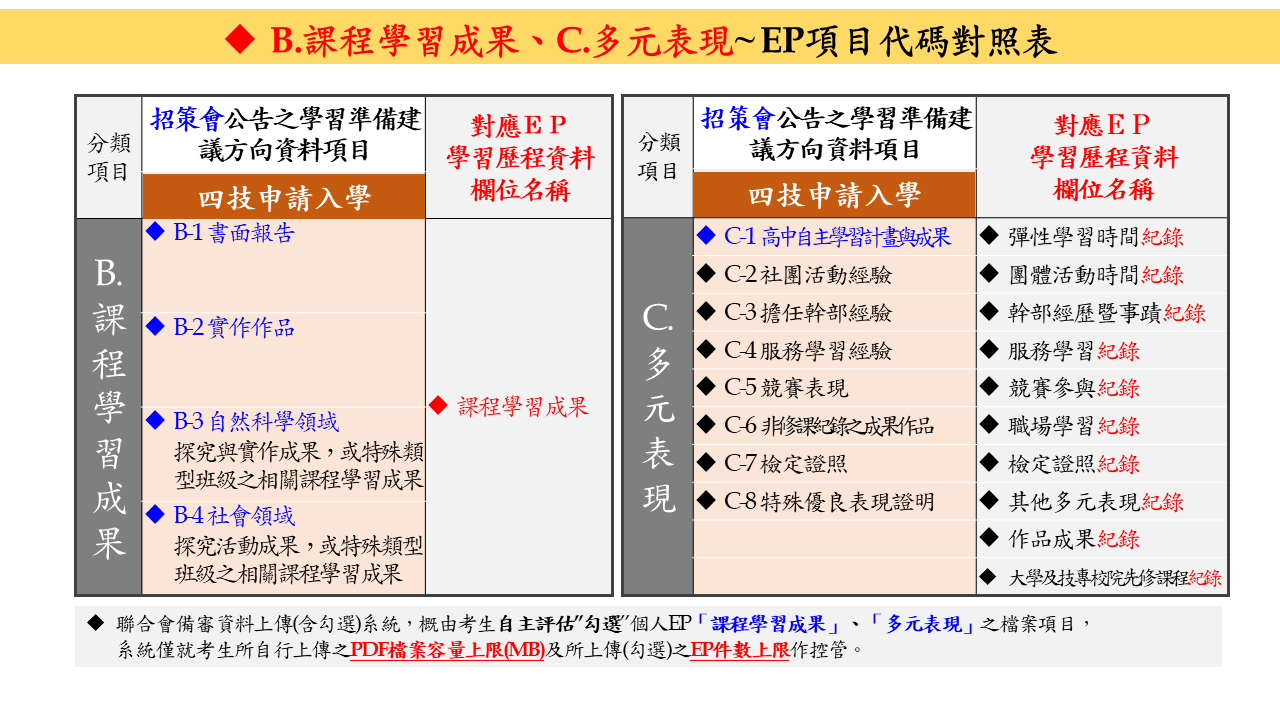 ◆ B.課程學習成果、C.多元表現~EP項目代碼對照表
分類
項目
招策會公告之學習準備建
議方向資料項目
四技申請入學
對應EP
學習歷程資料
欄位名稱
B.
課
程
學
習
成
果
◆ B-1 書面報告
◆ B-2 實作作品
◆ B-3 自然科學領域
探究與實作成果，或特殊類
型班級之相關課程學習成果
◆ B-4 社會領域
探究活動成果，或特殊類型
班級之相關課程學習成果
◆ 課程學習成果
分類
項目
招策會公告之學習準備建
議方向資料項目
四技申請入學
對應EP
學習歷程資料
欄位名稱
C.
多
元
表
現
◆ C-1 高中自主學習計畫與成果
◆ C-2 社團活動經驗
◆ C-3 擔任幹部經驗
◆ C-4 服務學習經驗
◆ C-5 競賽表現
◆ C-6 非修課紀錄之成果作品
◆ C-7 檢定證照
◆ C-8 特殊優良表現證明
◆ 彈性學習時間紀錄
◆ 團體活動時間紀錄
◆ 幹部經歷暨事蹟紀錄
◆ 服務學習紀錄
◆ 競賽參與紀錄
◆ 職場學習紀錄
◆ 檢定證照紀錄
◆ 其他多元表現紀錄
◆ 作品成果紀錄
◆ 大學及技專校院先修課程紀錄
◆ 聯合會備審資料上傳(含勾選)系統，概由考生自主評估"勾選"個人EP「課程學習成果」、「多元表現」之檔案項目，
系統僅就考生所自行上傳之PDF檔案容量上限(MB)及所上傳(勾選)之EP件數上限作控管。